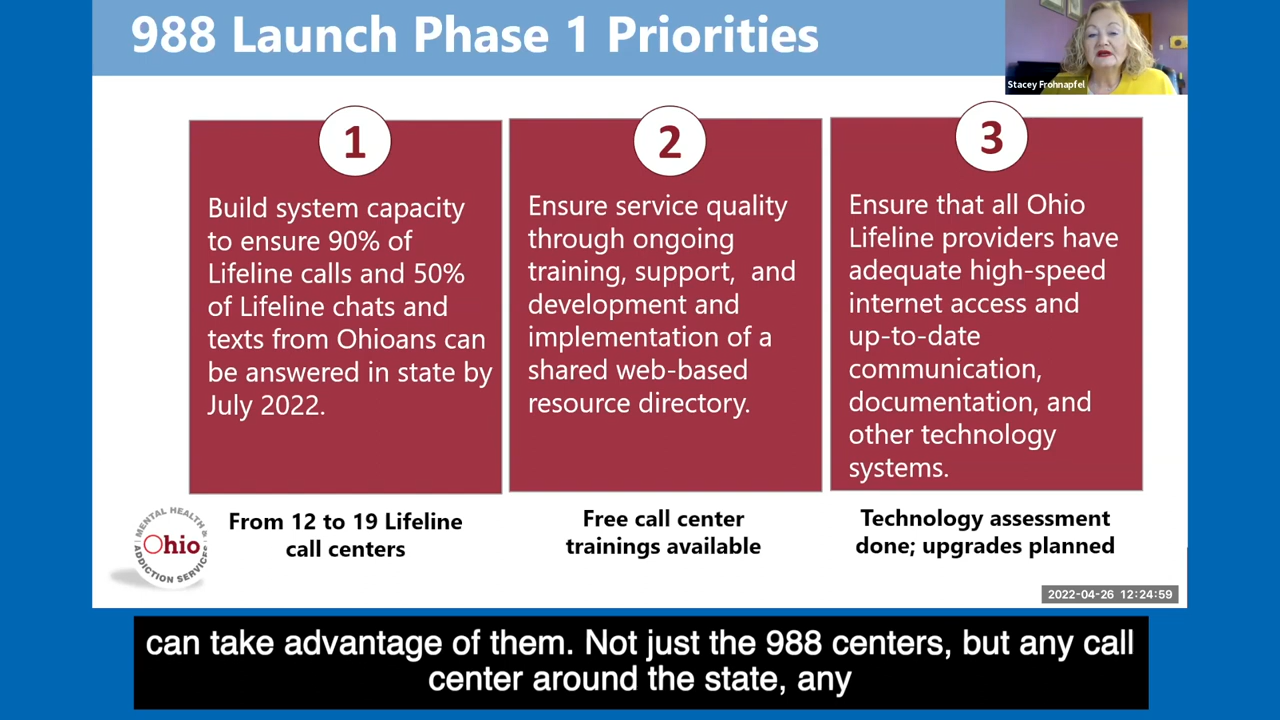 988 Launch Phase 1 Priorities
Stacey Frohnapfel
1
Build system capacity
to ensure 90% of
Lifeline calls and 50%
of Lifeline chats and
texts from Ohioans can
be answered in state by
July 2022.
From 12 to 19 Lifeline
call centers
2
Ensure service quality
through ongoing
training, support, and
development and
implementation of a
shared web-based
resource directory.
Free call center
trainings available
3
Ensure that all Ohio
Lifeline providers have
adequate high-speed
internet access and
up-to-date
communication,
documentation, and
other technology
systems.
Technology assessment
done; upgrades planned
MENTAL HEALTH &
Ohio
ADDICTION SERVICES
2022-04-26 12:24:59
can take advantage of them. Not just the 988 centers, but any call
center around the state, any